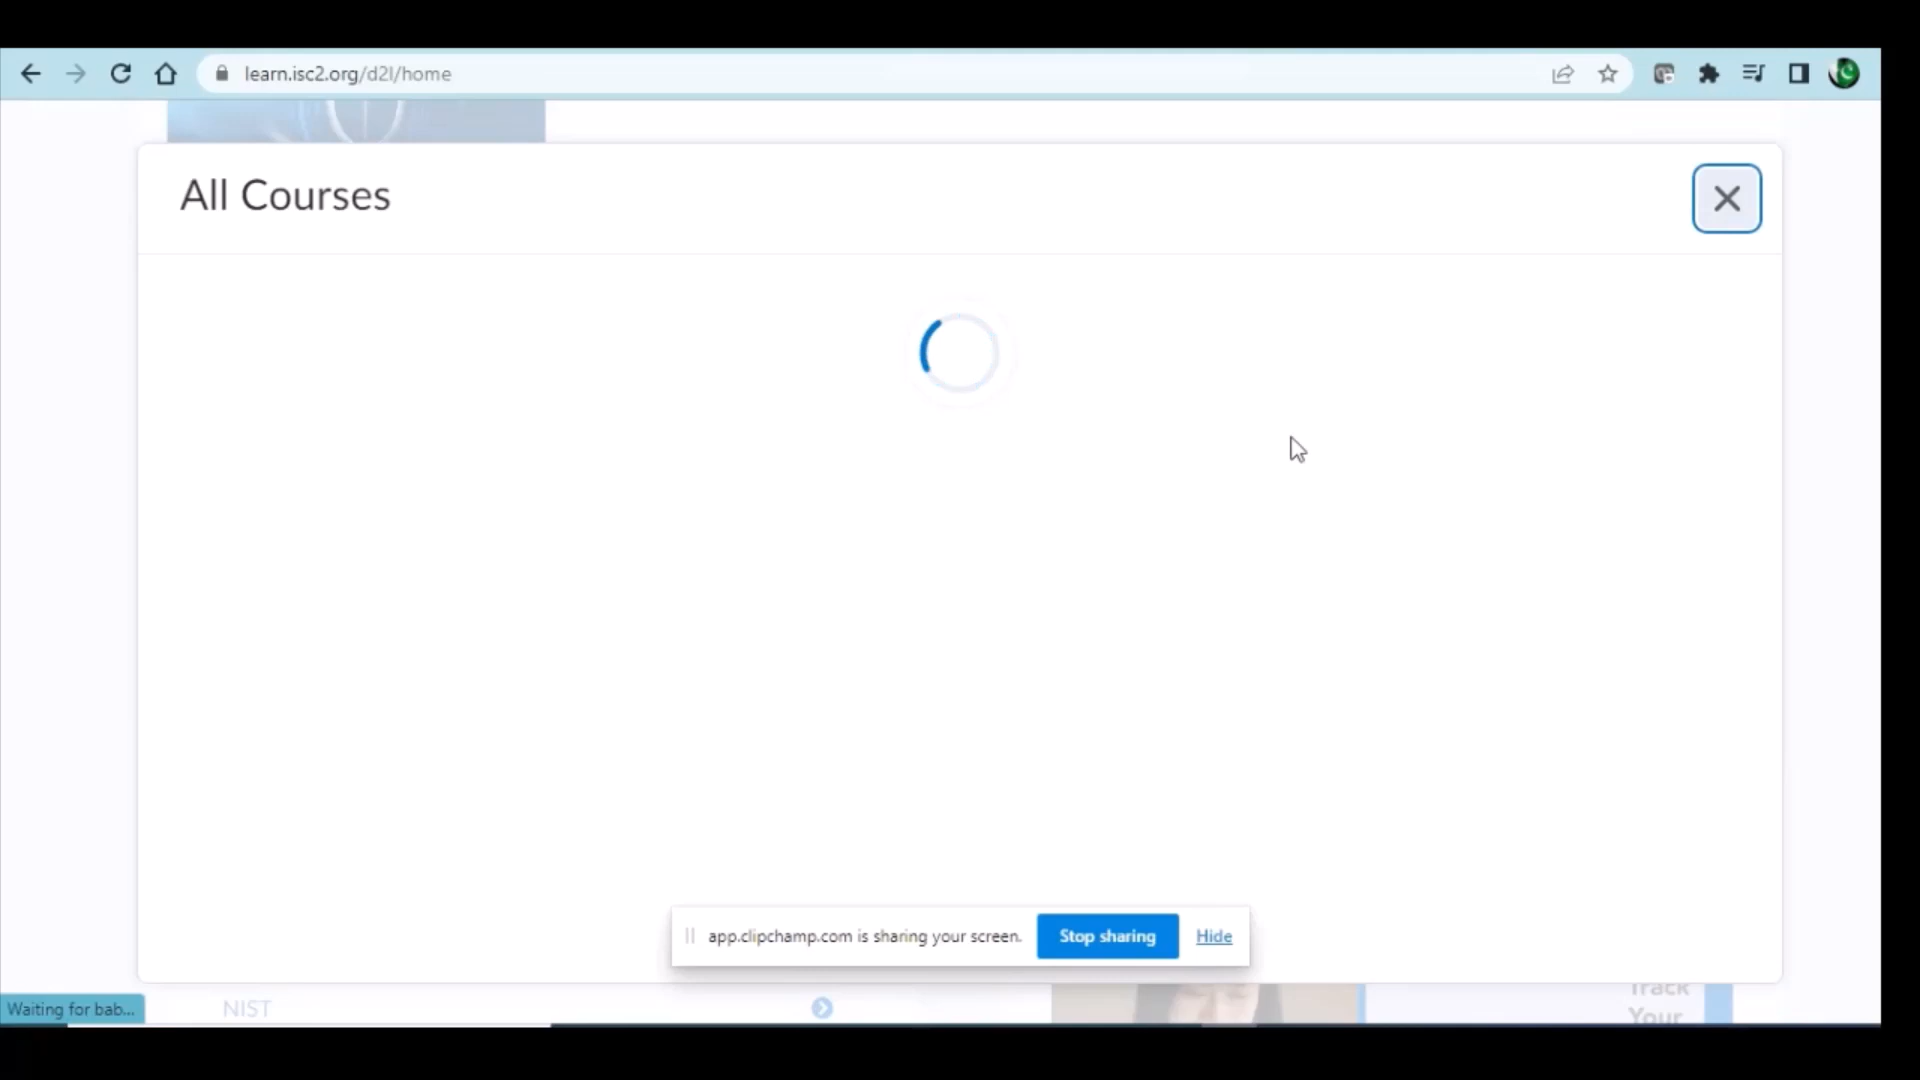 learn.isc2.org/d2l/home
All Courses
app.clipchamp.com is sharing your screen.
Stop sharing
Hide
Waiting for bab...
NIST
Track
Your